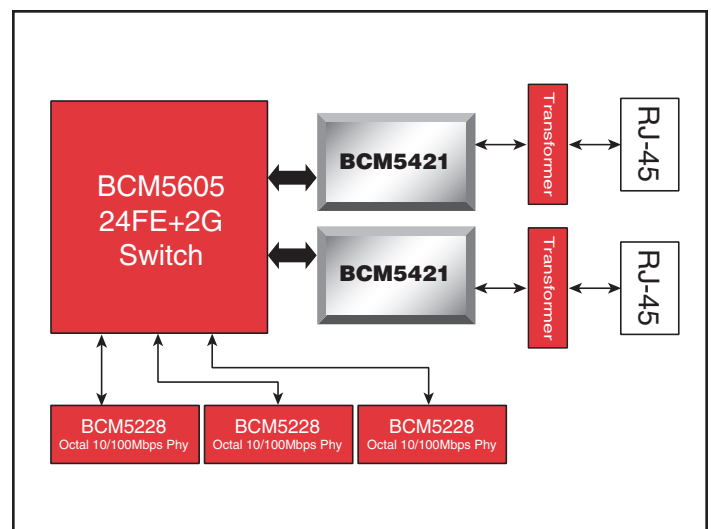 BCM5605
24FE+2G
Switch
BCM5421
Transformer
RJ-45
BCM5421
Transformer
RJ-45
BCM5228
Octal 10/100Mbps Phy
BCM5228
Octal 10/100Mbps Phy
BCM5228
Octal 10/100Mbps Phy